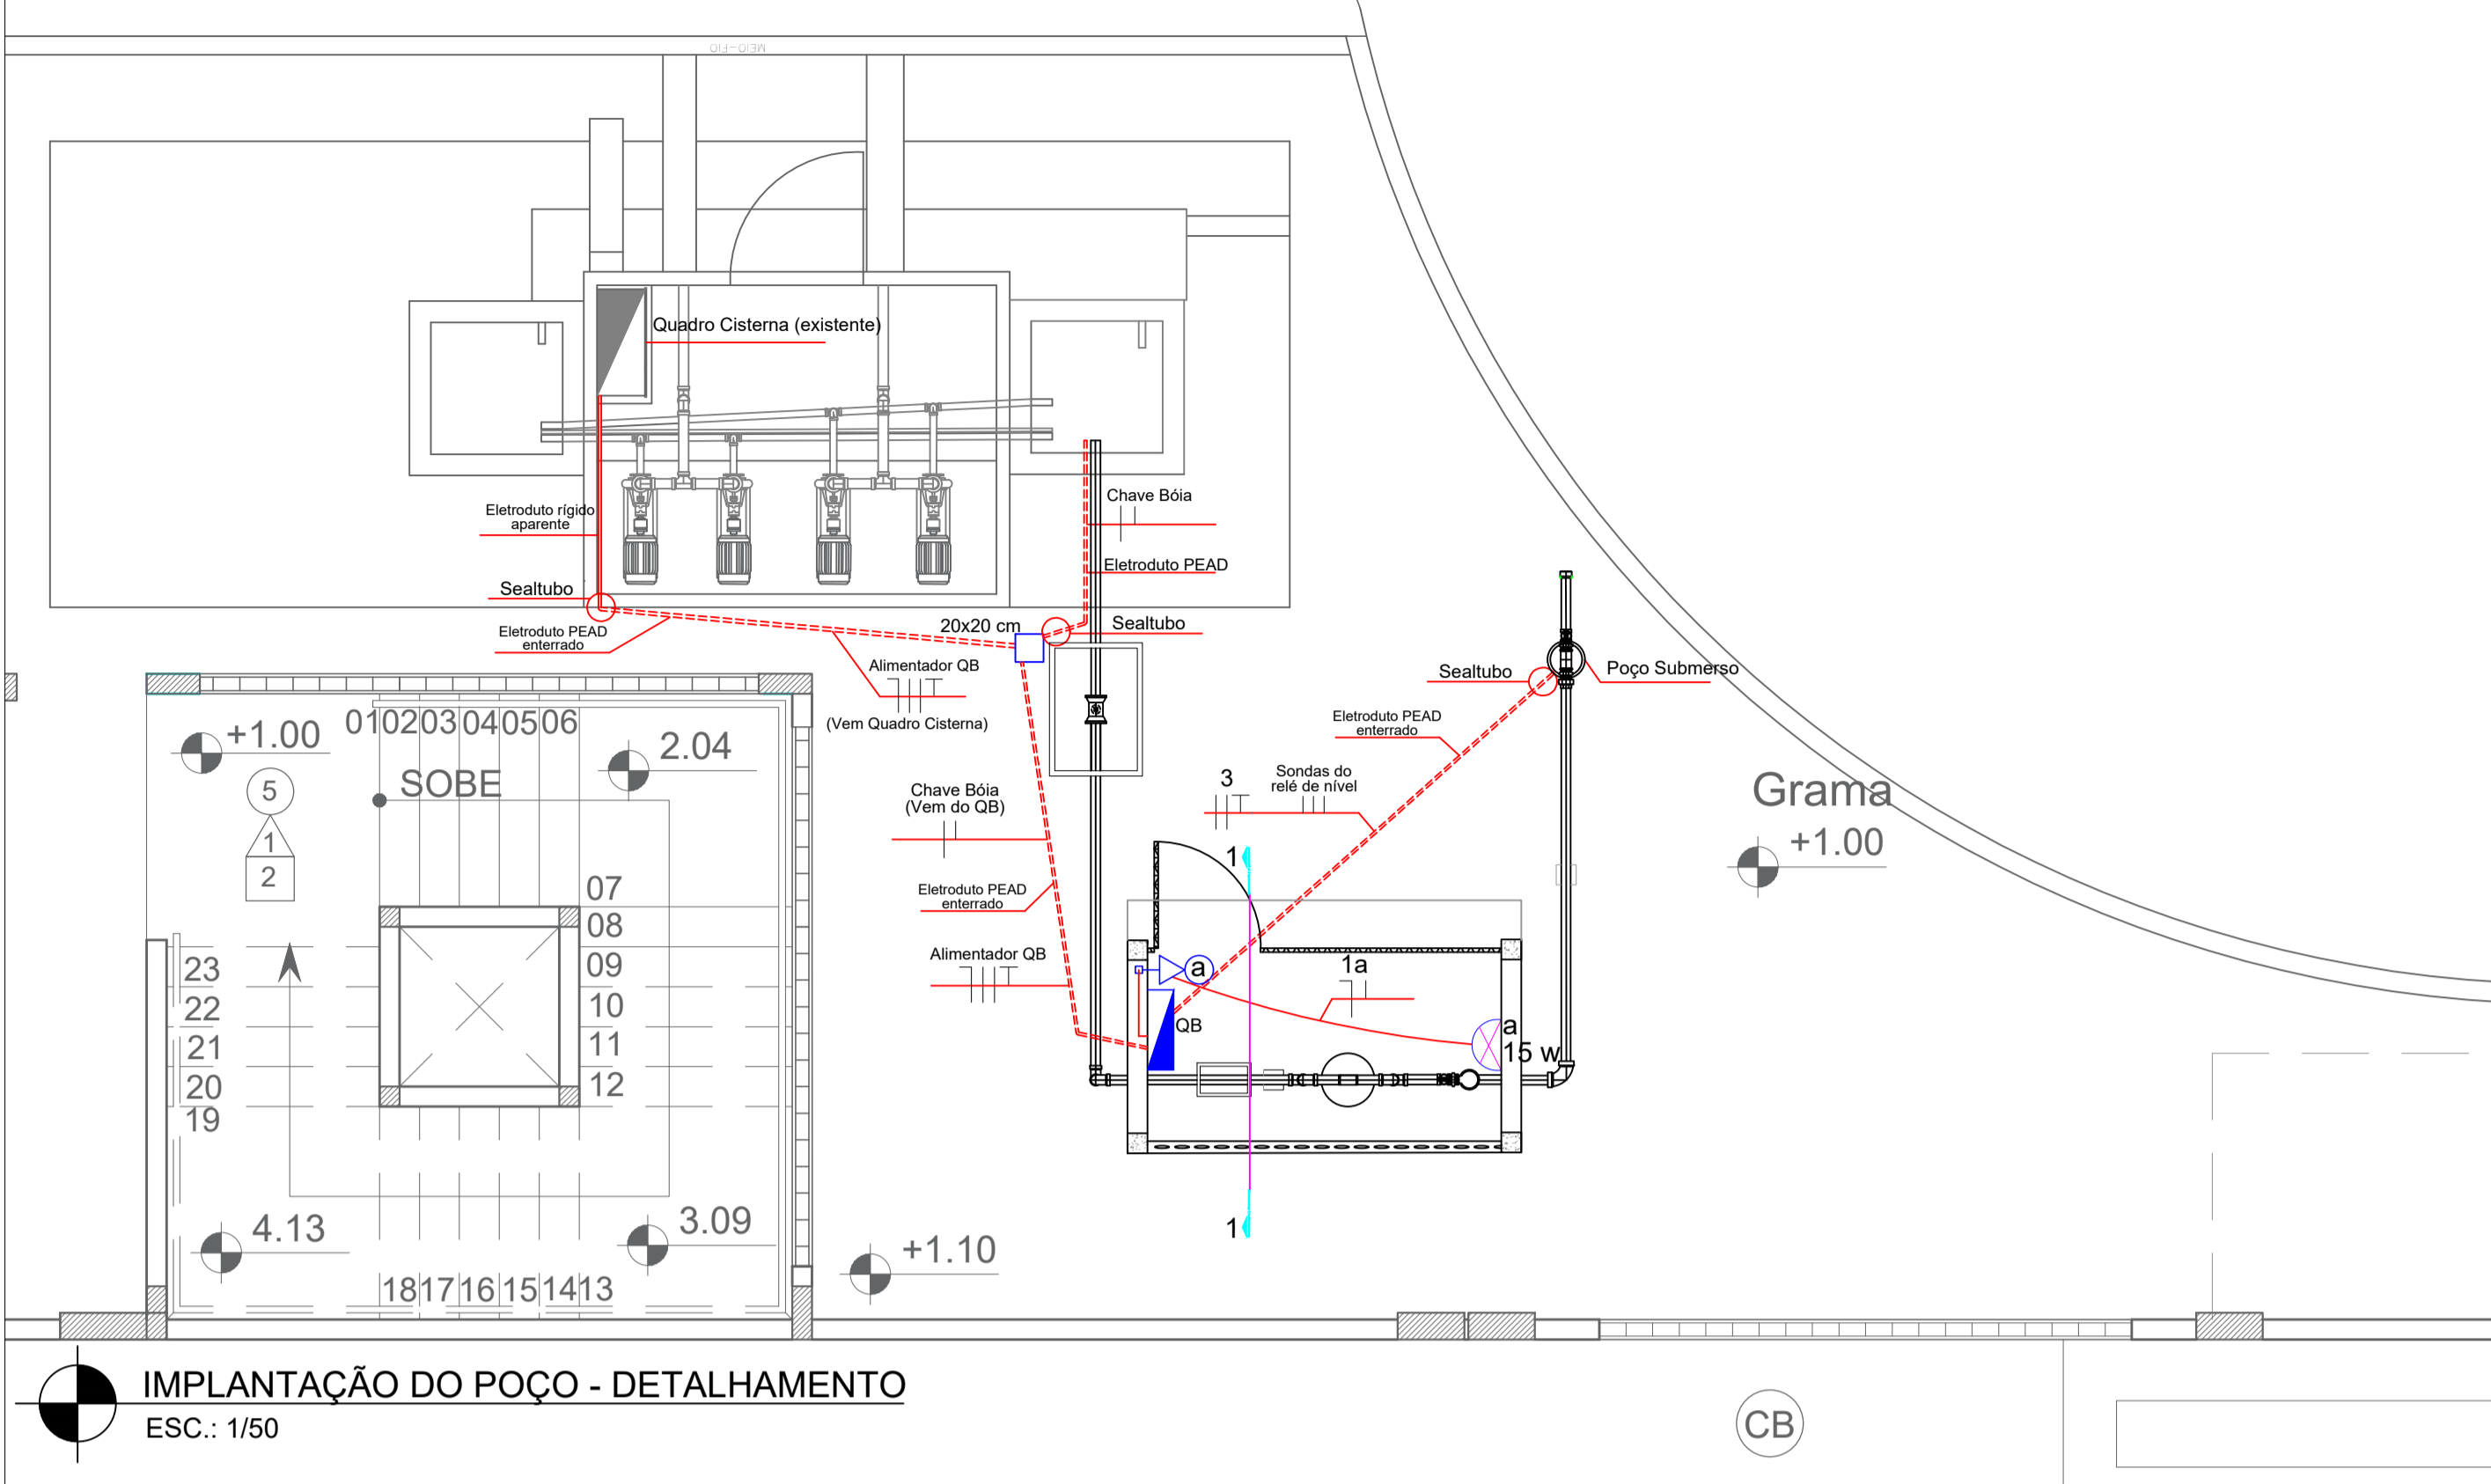 MEIO-FIO
Quadro Cisterna (existente)
Chave Bóia
Eletroduto rígido
aparente
Eletroduto PEAD
Sealtubo
20x20 cm
Sealtubo
Eletroduto PEAD
enterrado
Alimentador QB
(Vem Quadro Cisterna)
Sealtubo
Poço Submerso
Eletroduto PEAD
enterrado
+1.00
01 02 03 04 05 06
2.04
SOBE
5
1
2
Chave Bóia
(Vem do QB)
3
Sondas do
relé de nível
Grama
+1.00
1
07
08
09
10
11
12
Eletroduto PEAD
enterrado
Alimentador QB
a
1a
QB
a
15 w
23
22
21
20
19
4.13
3.09
+1.10
1
18 17 16 15 14 13
IMPLANTAÇÃO DO POÇO - DETALHAMENTO
ESC.: 1/50
CB